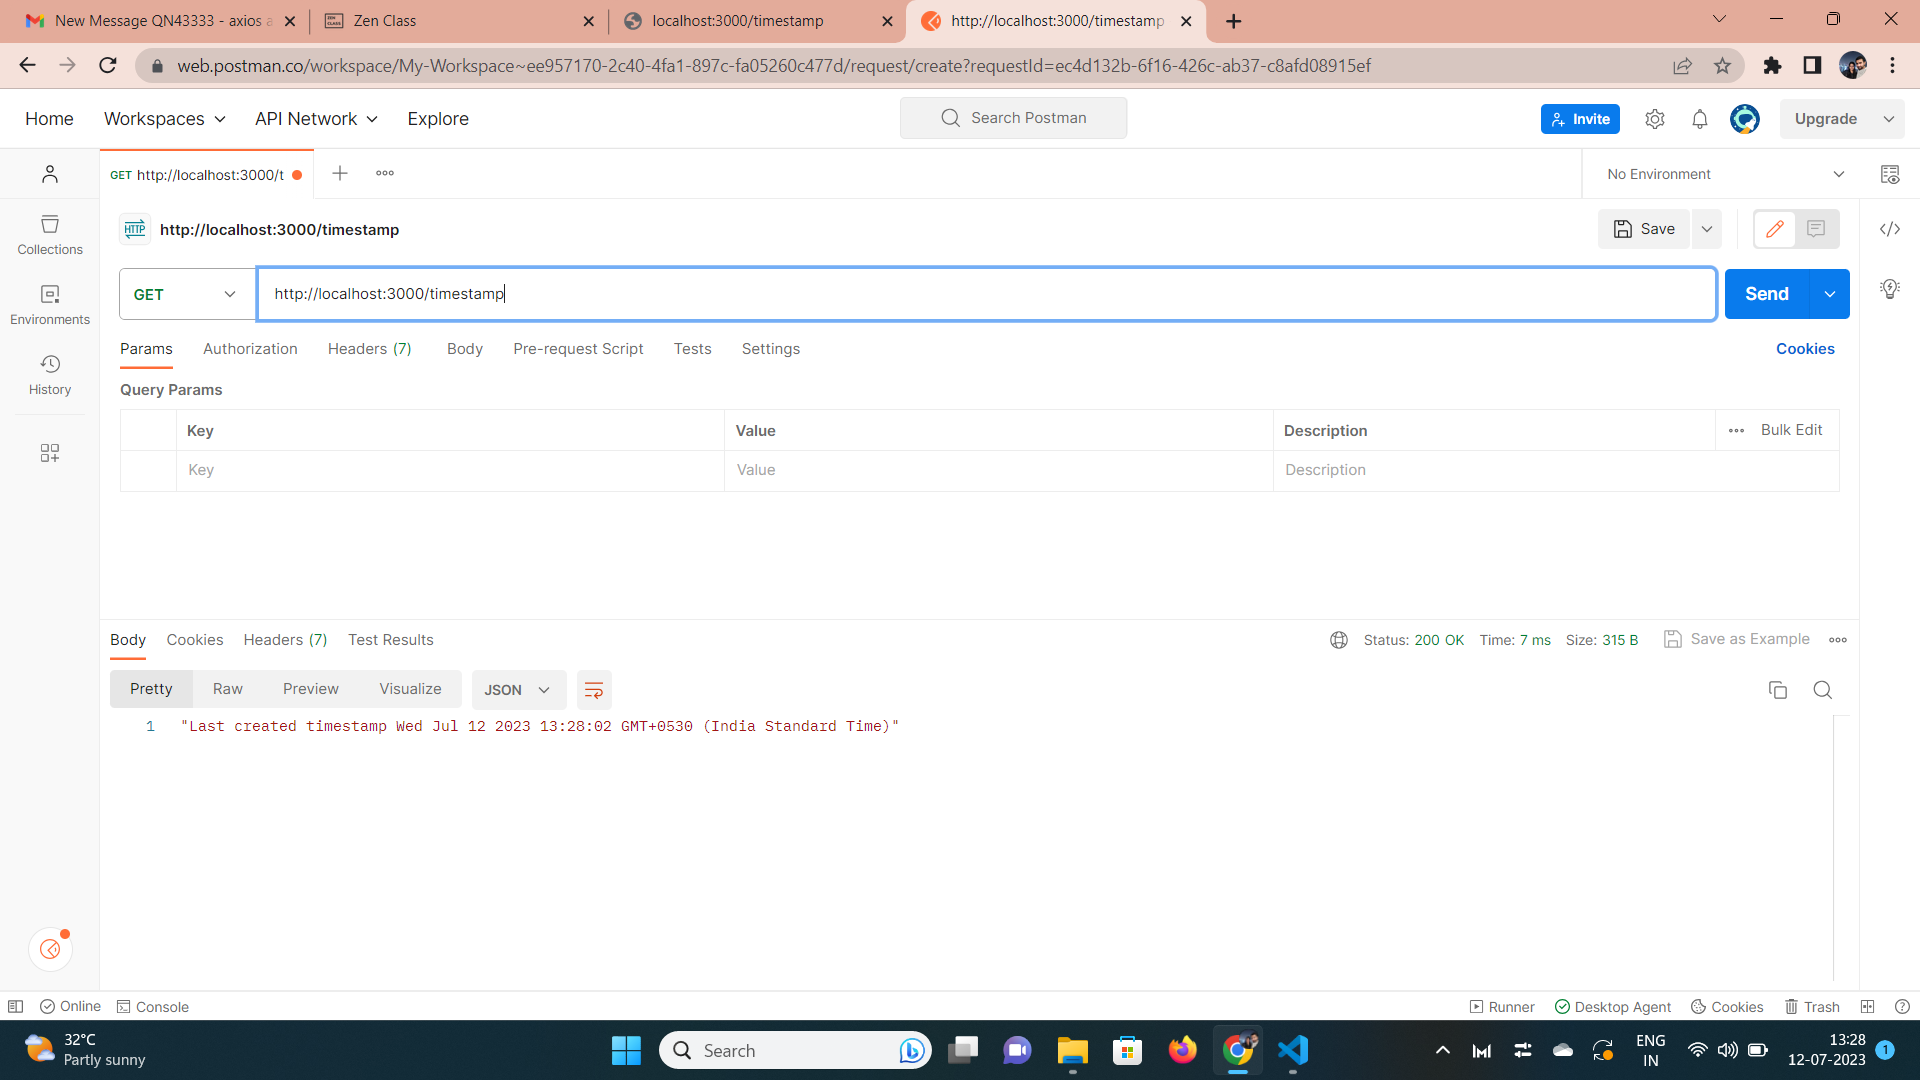 New Message QN43333 - axios a
Zen Class
localhost:3000/timestamp
http://localhost:3000/timestamp
web.postman.co/workspace/My-Workspace~ee957170-2c40-4fa1-897c-fa05260c477d/request/create?requestId=ec4d132b-6f16-426c-ab37-c8afd08915ef
Home
Workspaces
API Network
Explore
Search Postman
Invite
Upgrade
GET http://localhost:3000/t
No Environment
Collections
Environments
History
HTTP
http://localhost:3000/timestamp
Save
GET
http://localhost:3000/timestamp
Send
Params
Authorization
Headers (7)
Body
Pre-request Script
Tests
Settings
Cookies
Query Params
Key
Value
Description
Bulk Edit
Key
Value
Description
Body
Cookies
Headers (7)
Test Results
Status: 200 OK
Time: 7 ms
Size: 315 B
Save as Example
Pretty
Raw
Preview
Visualize
JSON
1 "Last created timestamp Wed Jul 12 2023 13:28:02 GMT+0530 (India Standard Time)"
Online
Console
Runner
Desktop Agent
Cookies
Trash
32°C
Partly sunny
Search
ENG
IN
13:28
12-07-2023
1